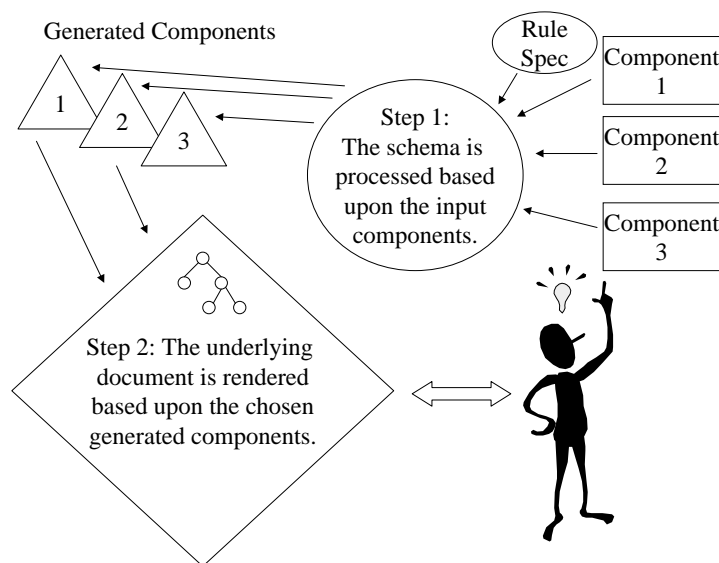 Generated Components
1
2
3
Rule
Spec
Component
1
Component
2
Component
3
Step 1:
The schema is
processed based
upon the input
components.
Step 2: The underlying
document is rendered
based upon the chosen
generated components.